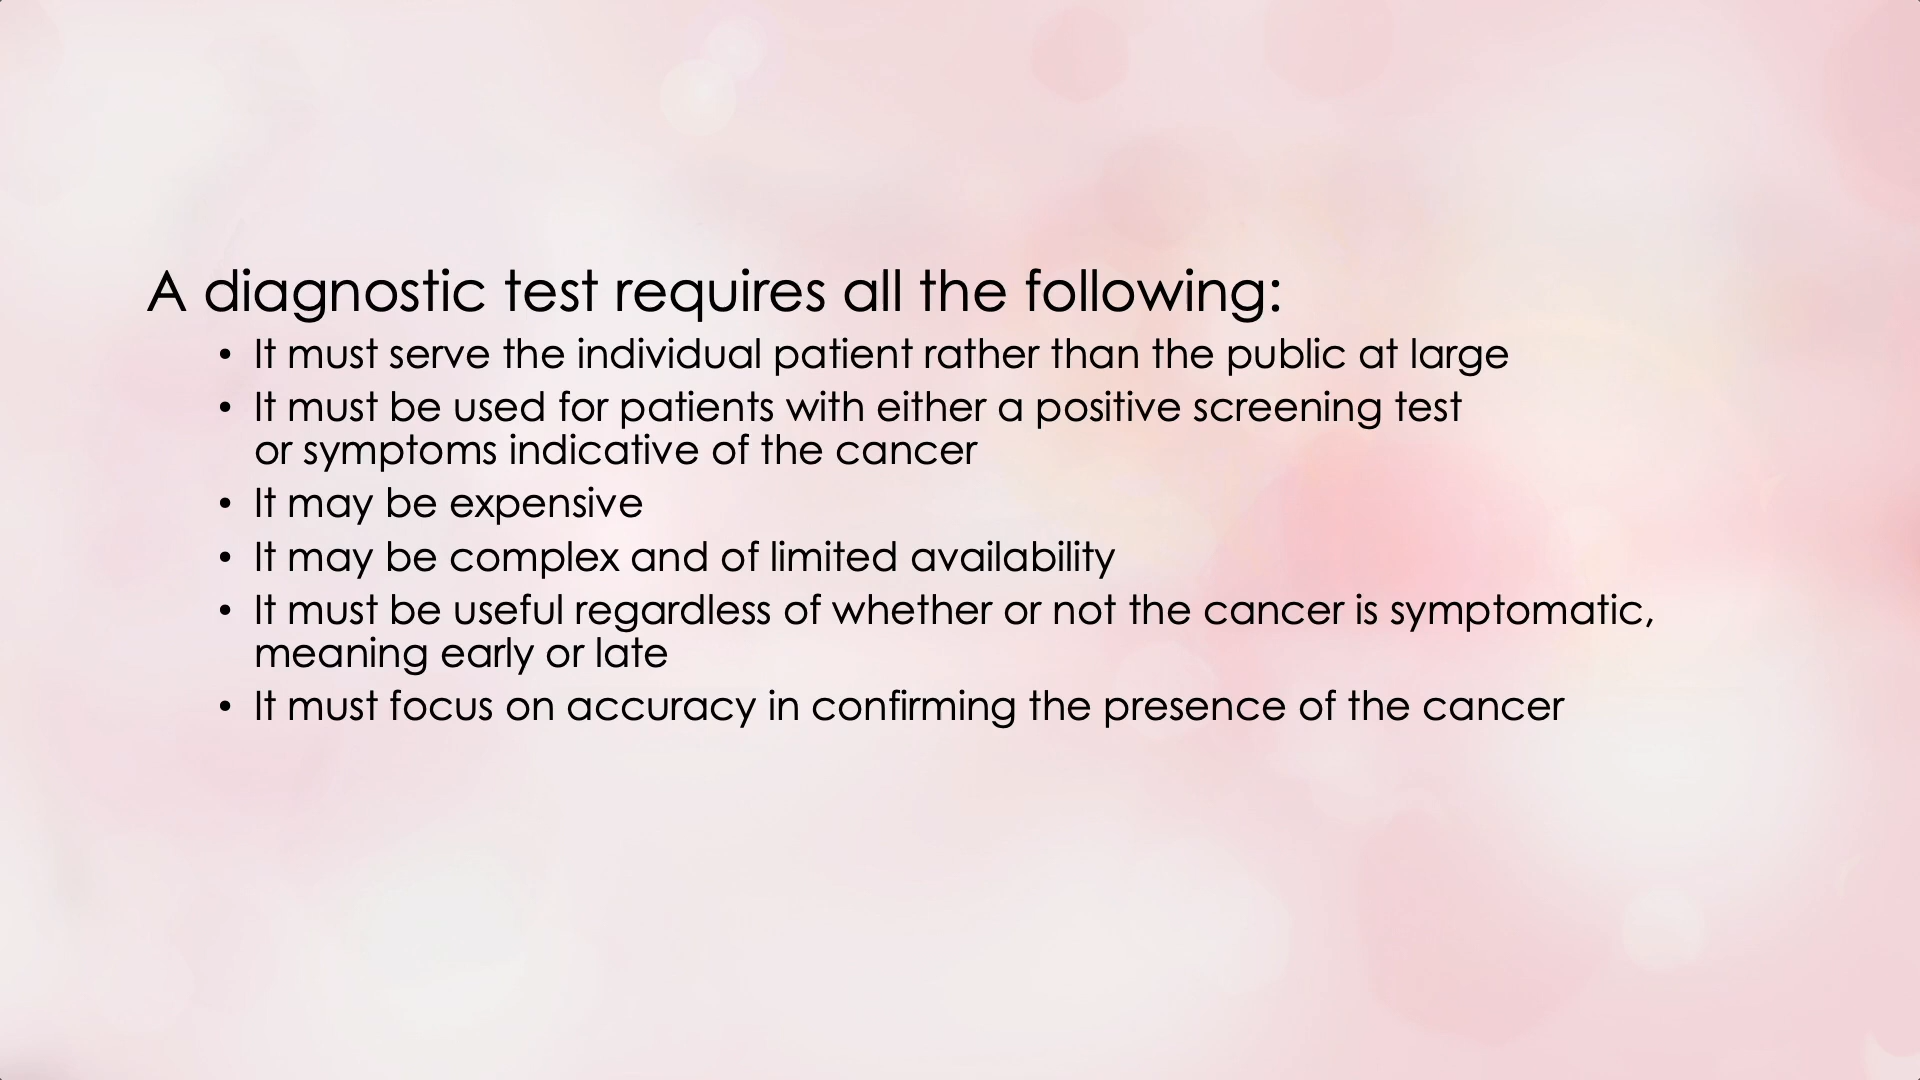 A diagnostic test requires all the following:
• It must serve the individual patient rather than the public at large
• It must be used for patients with either a positive screening test
or symptoms indicative of the cancer
• It may be expensive
• It may be complex and of limited availability
• It must be useful regardless of whether or not the cancer is symptomatic,
meaning early or late
• It must focus on accuracy in confirming the presence of the cancer